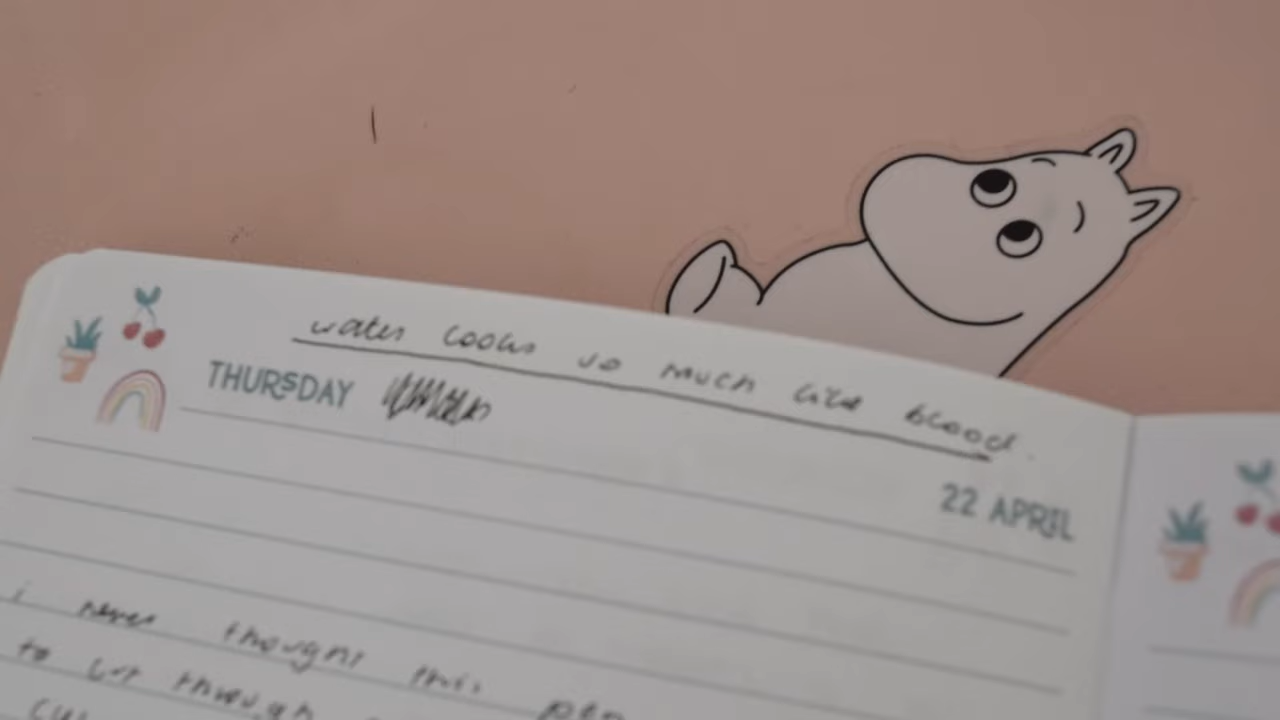 water looks so much like blood.
THURSDAY
22 APRIL
i never thought this
to cut through